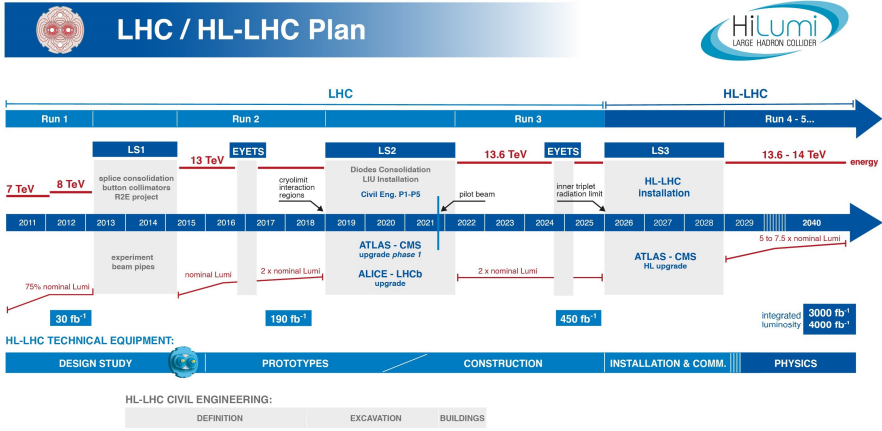 LHC / HL-LHC Plan
HiLumi
LARGE HADRON COLLIDER
LHC
HL-LHC
Run 1
Run 2
Run 3
Run 4 - 5...
LS1
EYETS
LS2
EYETS
LS3
7 TeV
8 TeV
13 TeV
13.6 TeV
13.6 - 14 TeV
energy
splice consolidation
button collimators
R2E project
cryolimit
interaction
regions
Diodes Consolidation
LIU Installation
Civil Eng. P1-P5
pilot beam
inner triplet
radiation limit
HL-LHC
installation
2011 2012 2013 2014 2015 2016 2017 2018 2019 2020 2021 2022 2023 2024 2025 2026 2027 2028 2029 2040
75% nominal Lumi
experiment
beam pipes
nominal Lumi
2 x nominal Lumi
ATLAS - CMS
upgrade phase 1
ALICE - LHCb
upgrade
2 x nominal Lumi
ATLAS - CMS
HL upgrade
5 to 7.5 x nominal Lumi
30 fb⁻¹
190 fb⁻¹
450 fb⁻¹
integrated
luminosity
3000 fb⁻¹
4000 fb⁻¹
HL-LHC TECHNICAL EQUIPMENT:
DESIGN STUDY
PROTOTYPES
CONSTRUCTION
INSTALLATION & COMM.
PHYSICS
HL-LHC CIVIL ENGINEERING:
DEFINITION
EXCAVATION
BUILDINGS